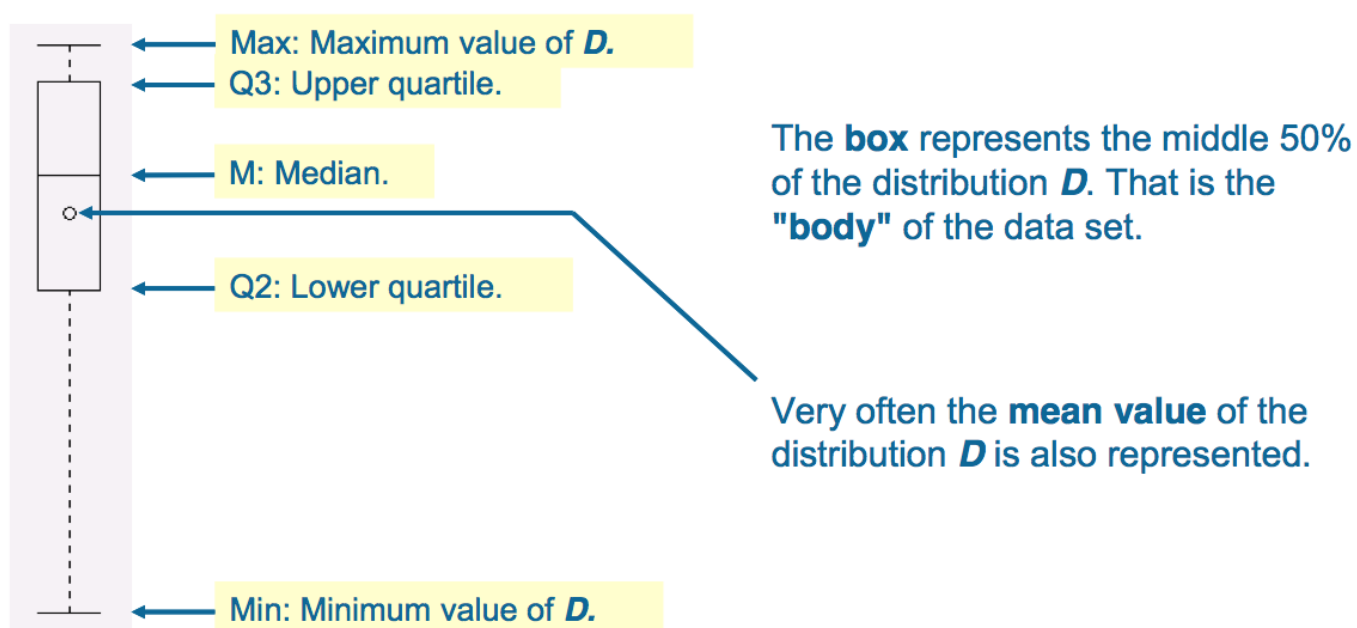 Max: Maximum value of D.
Q3: Upper quartile.
M: Median.
Q2: Lower quartile.
Min: Minimum value of D.
The box represents the middle 50%
of the distribution D. That is the
"body" of the data set.
Very often the mean value of the
distribution D is also represented.